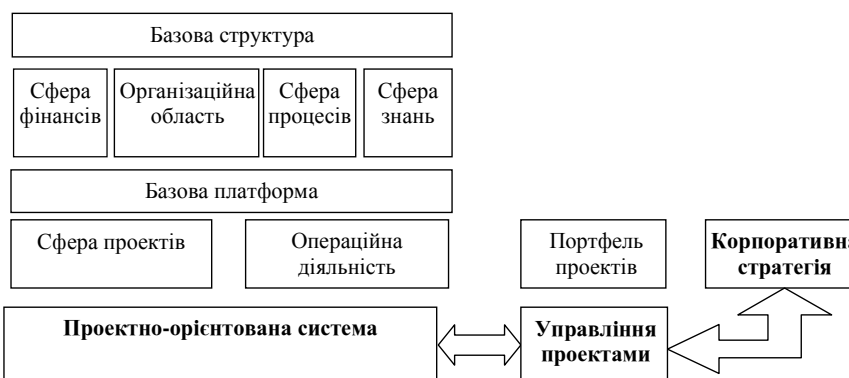 Базова структура
Сфера
фінансів
Організаційна
область
Сфера
процесів
Сфера
знань
Базова платформа
Сфера проектів
Операційна
діяльність
Портфель
проектів
Корпоративна
стратегія
Проектно-орієнтована система
Управління
проектами